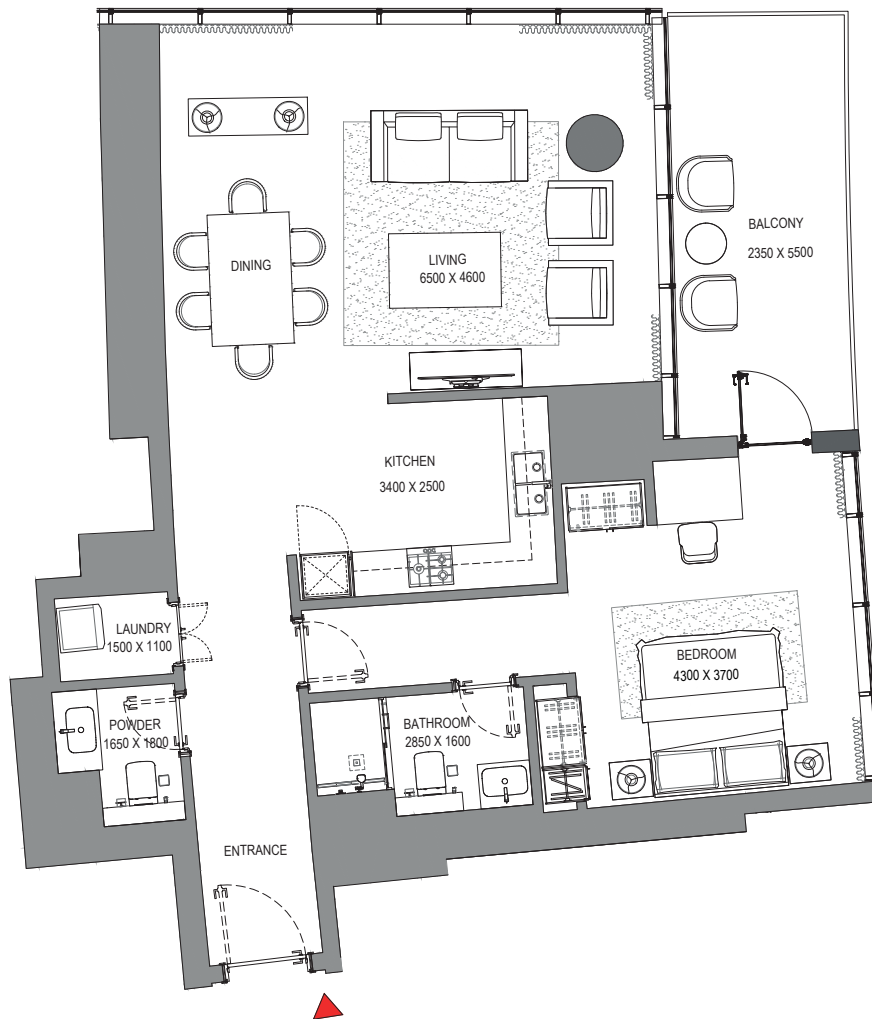 BALCONY
2350 X 5500
LIVING
6500 X 4600
DINING
KITCHEN
3400 X 2500
LAUNDRY
1500 X 1100
BEDROOM
4300 X 3700
POWDER
1650 X 1800
BATHROOM
2850 X 1600
ENTRANCE